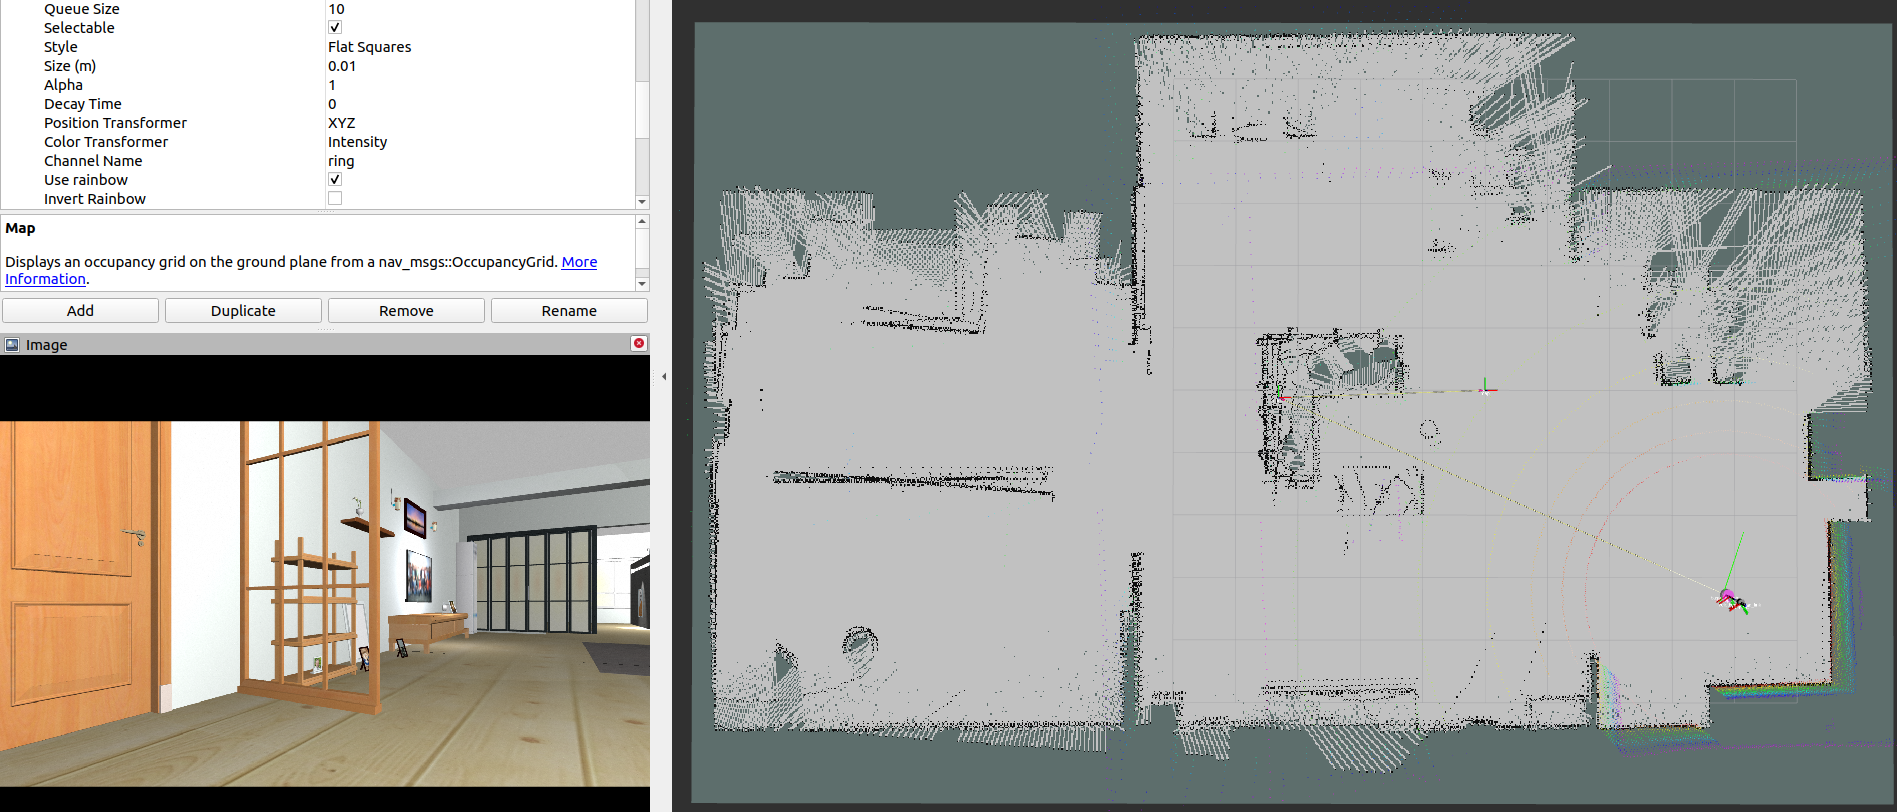 Queue Size 10
Selectable
Style Flat Squares
Size (m) 0.01
Alpha 1
Decay Time 0
Position Transformer XYZ
Color Transformer Intensity
Channel Name ring
Use rainbow
Invert Rainbow
Map
Displays an occupancy grid on the ground plane from a nav_msgs::OccupancyGrid. More
Information.
Add Duplicate Remove Rename
Image